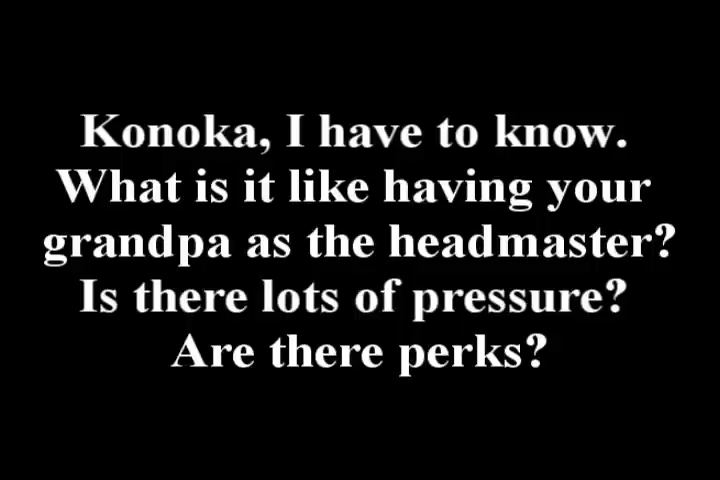 Konoka, I have to know.
What is it like having your
grandpa as the headmaster?
Is there lots of pressure?
Are there perks?